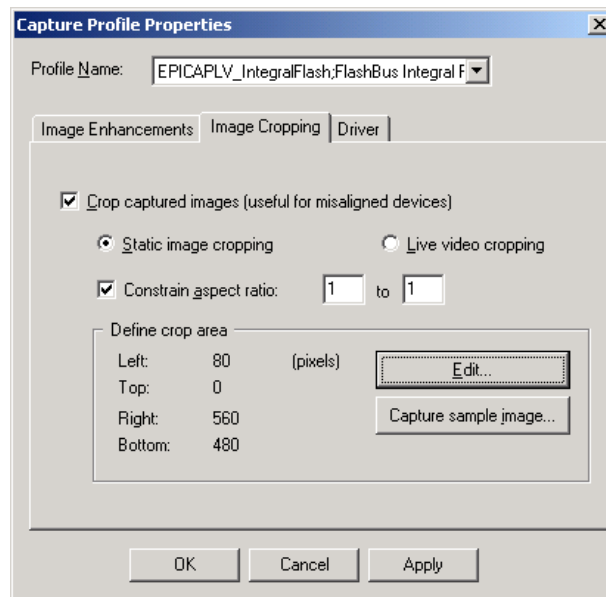 Capture Profile Properties
Profile Name: EPICAPLV_IntegralFlash;FlashBus Integral F
Image Enhancements Image Cropping Driver
Crop captured images (useful for misaligned devices)
Static image cropping Live video cropping
Constrain aspect ratio: 1 to 1
Define crop area
Left: 80 (pixels) Edit...
Top: 0
Right: 560 Capture sample image...
Bottom: 480
OK Cancel Apply